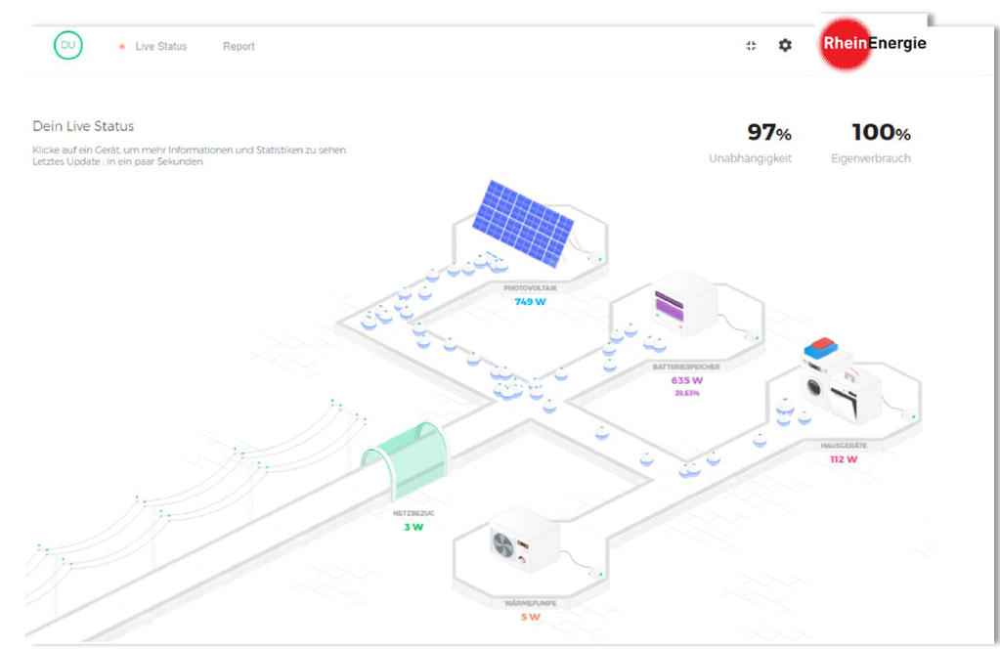 DU
Live Status
Report
RheinEnergie
Dein Live Status
Klicke auf ein Gerät, um mehr Informationen und Statistiken zu sehen.
Letztes Update : in ein paar Sekunden.
97%
Unabhängigkeit
100%
Eigenverbrauch
PHOTOVOLTAIK
749 W
BATTERIESPEICHER
635 W
39,63%
HAUSGERÄTE
112 W
NETZBEZUG
3 W
WÄRMEPUMPE
5 W